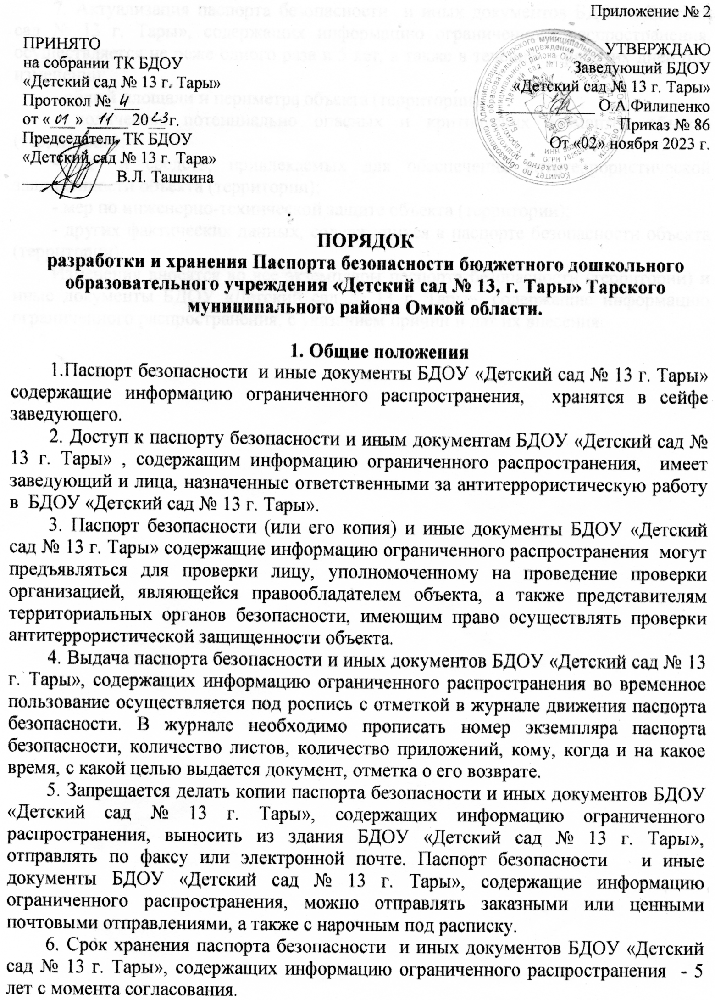 Приложение № 2
ПРИНЯТО
на собрании ТК БДОУ
«Детский сад № 13 г. Тары»
Протокол № 4
от «01» 11 2023г.
Председатель ТК БДОУ
«Детский сад № 13 г. Тара»
В.Л. Ташкина
УТВЕРЖДАЮ
Заведующий БДОУ
«Детский сад № 13 г. Тары»
О.А.Филипенко
Приказ № 86
От «02» ноября 2023 г.
ПОРЯДОК
разработки и хранения Паспорта безопасности бюджетного дошкольного
образовательного учреждения «Детский сад № 13, г. Тары» Тарского
муниципального района Омкой области.
1. Общие положения
1.Паспорт безопасности и иные документы БДОУ «Детский сад № 13 г. Тары»
содержащие информацию ограниченного распространения, хранятся в сейфе
заведующего.
2. Доступ к паспорту безопасности и иным документам БДОУ «Детский сад №
13 г. Тары» , содержащим информацию ограниченного распространения, имеет
заведующий и лица, назначенные ответственными за антитеррористическую работу
в БДОУ «Детский сад № 13 г. Тары».
3. Паспорт безопасности (или его копия) и иные документы БДОУ «Детский
сад № 13 г. Тары» содержащие информацию ограниченного распространения могут
предъявляться для проверки лицу, уполномоченному на проведение проверки
организацией, являющейся правообладателем объекта, а также представителям
территориальных органов безопасности, имеющим право осуществлять проверки
антитеррористической защищенности объекта.
4. Выдача паспорта безопасности и иных документов БДОУ «Детский сад № 13
г. Тары», содержащих информацию ограниченного распространения во временное
пользование осуществляется под роспись с отметкой в журнале движения паспорта
безопасности. В журнале необходимо прописать номер экземпляра паспорта
безопасности, количество листов, количество приложений, кому, когда и на какое
время, с какой целью выдается документ, отметка о его возврате.
5. Запрещается делать копии паспорта безопасности и иных документов БДОУ
«Детский сад № 13 г. Тары», содержащих информацию ограниченного
распространения, выносить из здания БДОУ «Детский сад № 13 г. Тары»,
отправлять по факсу или электронной почте. Паспорт безопасности и иные
документы БДОУ «Детский сад № 13 г. Тары», содержащие информацию
ограниченного распространения, можно отправлять заказными или ценными
почтовыми отправлениями, а также с нарочным под расписку.
6. Срок хранения паспорта безопасности и иных документов БДОУ «Детский
сад № 13 г. Тары», содержащих информацию ограниченного распространения - 5
лет с момента согласования.